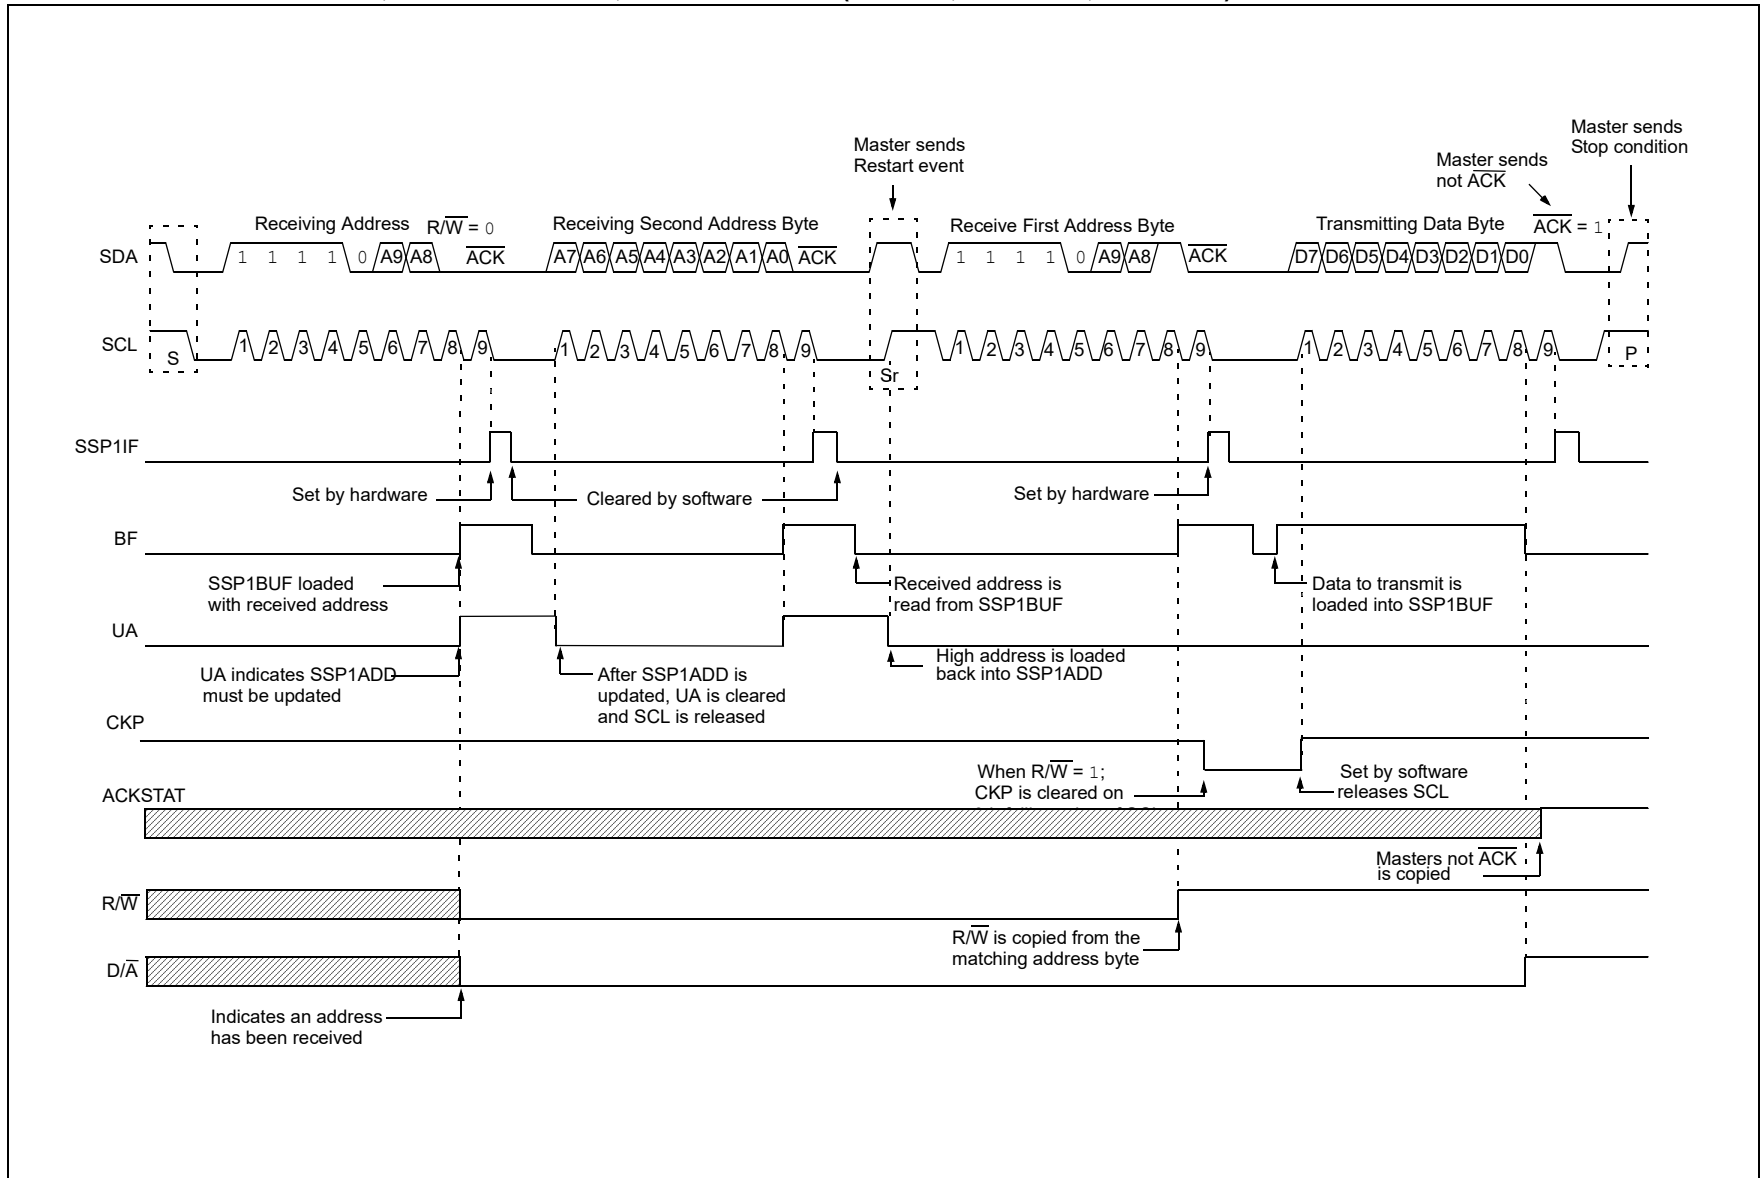 Master sends
Restart event
Master sends
not A̅C̅K̅
Master sends
Stop condition
Receiving Address R/W̅ = 0
Receiving Second Address Byte
Receive First Address Byte
Transmitting Data Byte
A̅C̅K̅ = 1
SDA 1 1 1 1 0 A9 A8 A̅C̅K̅ A7 A6 A5 A4 A3 A2 A1 A0 A̅C̅K̅ 1 1 1 1 0 A9 A8 A̅C̅K̅ D7 D6 D5 D4 D3 D2 D1 D0
SCL S 1 2 3 4 5 6 7 8 9 1 2 3 4 5 6 7 8 9 Sr 1 2 3 4 5 6 7 8 9 1 2 3 4 5 6 7 8 9 P
SSP1IF
Set by hardware
Cleared by software
Set by hardware
BF
SSP1BUF loaded
with received address
Received address is
read from SSP1BUF
Data to transmit is
loaded into SSP1BUF
UA
UA indicates SSP1ADD
must be updated
After SSP1ADD is
updated, UA is cleared
and SCL is released
High address is loaded
back into SSP1ADD
CKP
When R/W̅ = 1;
CKP is cleared on
Set by software
releases SCL
ACKSTAT
Masters not A̅C̅K̅
is copied
R/W̅
R/W̅ is copied from the
matching address byte
D/A̅
Indicates an address
has been received